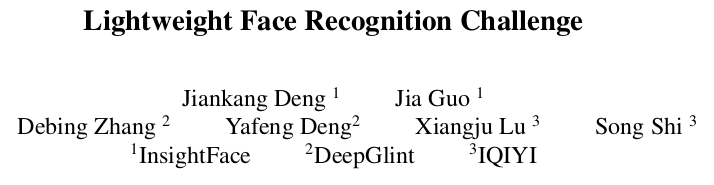 Lightweight Face Recognition Challenge
Jiankang Deng ¹ Jia Guo ¹
Debing Zhang ² Yafeng Deng² Xiangju Lu ³ Song Shi ³
¹InsightFace ²DeepGlint ³IQIYI